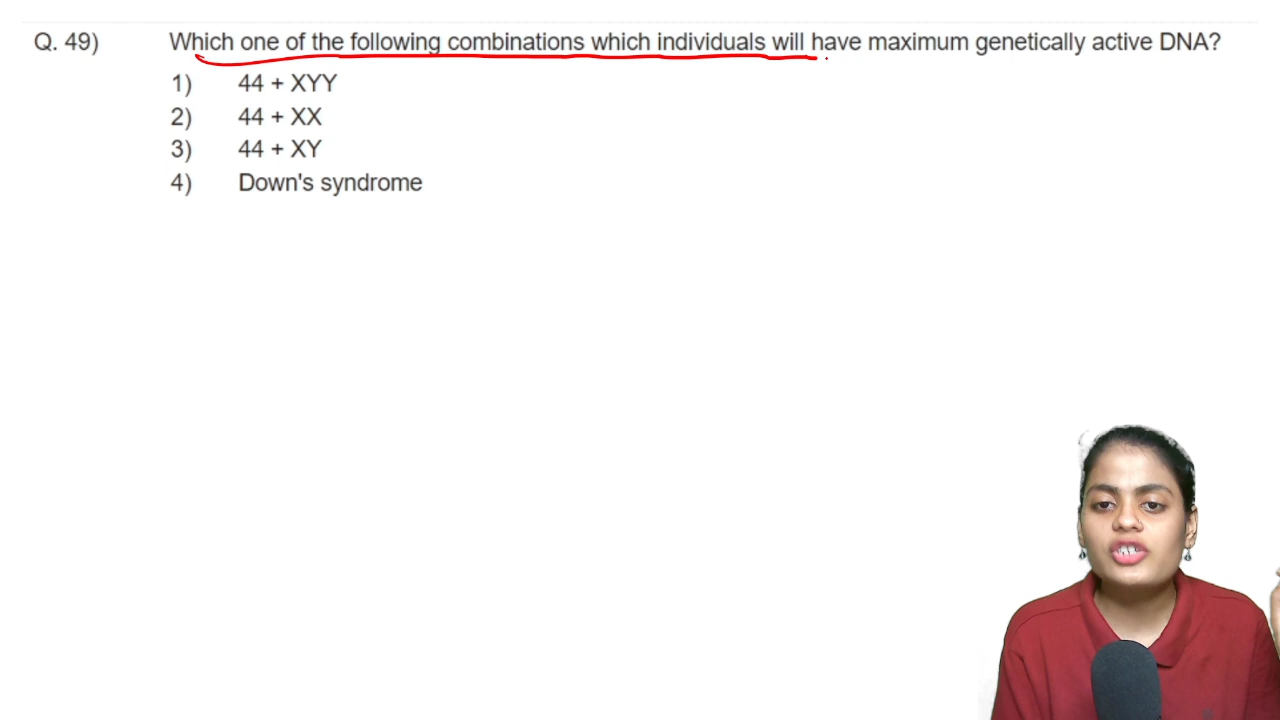 Q. 49) Which one of the following combinations which individuals will have maximum genetically active DNA?
1) 44 + XYY
2) 44 + XX
3) 44 + XY
4) Down's syndrome